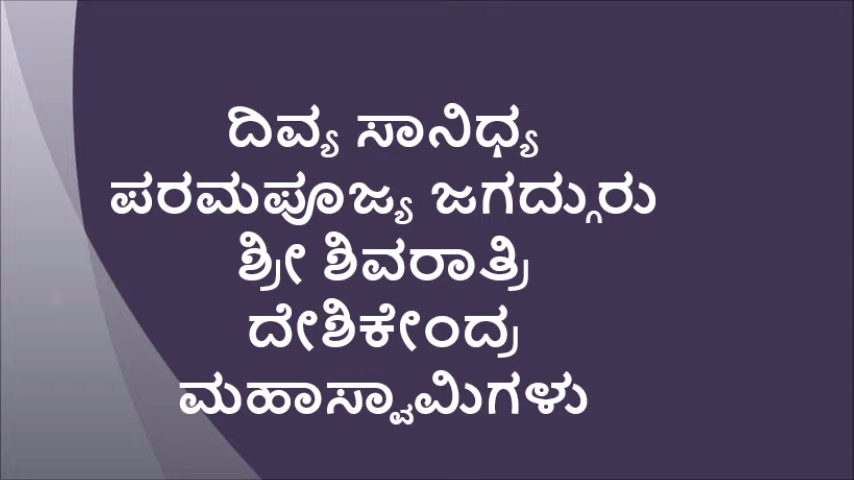 ದಿವ್ಯ ಸಾನಿಧ್ಯ
ಪರಮಪೂಜ್ಯ ಜಗದ್ಗುರು
ಶ್ರೀ ಶಿವರಾತ್ರಿ
ದೇಶಿಕೇಂದ್ರ
ಮಹಾಸ್ವಾಮಿಗಳು